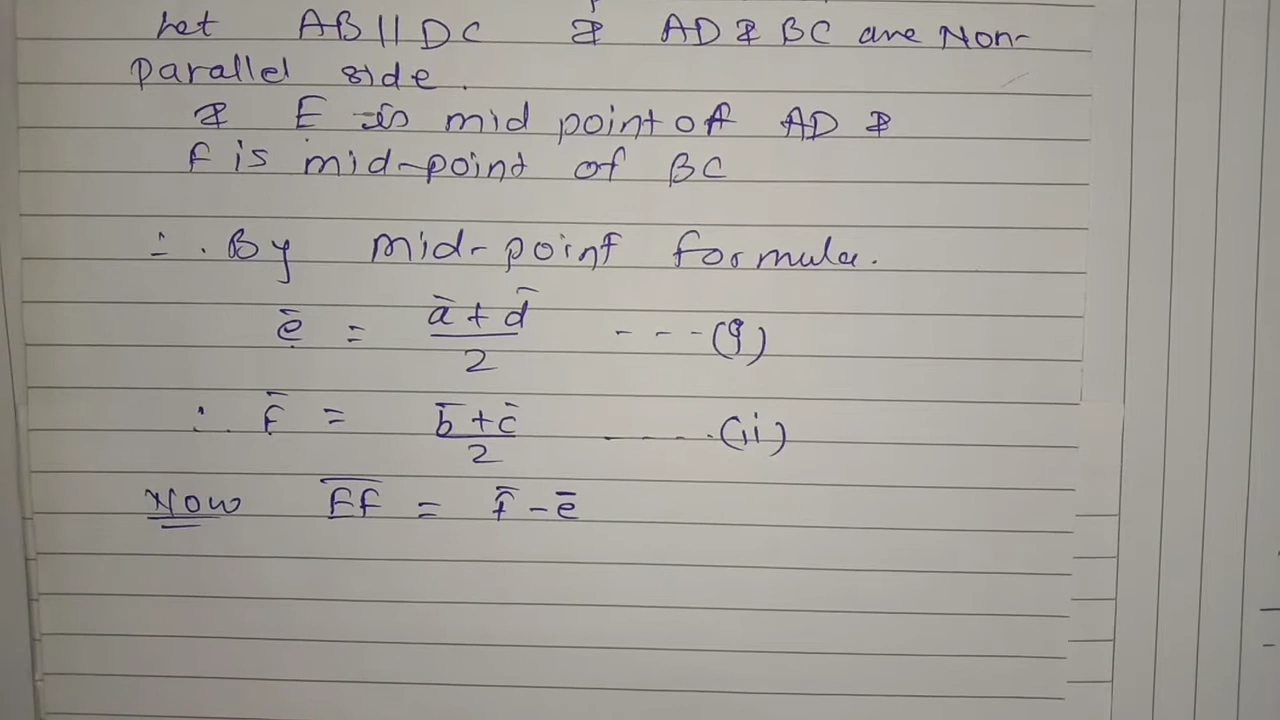 Let AB || DC & AD & BC are Non-
parallel side.
& E is mid point of AD &
F is mid-point of BC
∴ By mid-point formula.
ē = (ā + d̄)/2 ----(i)
∴ f̄ = (b̄ + c̄)/2 -----(ii)
Now E̅F̅ = f̄ - ē